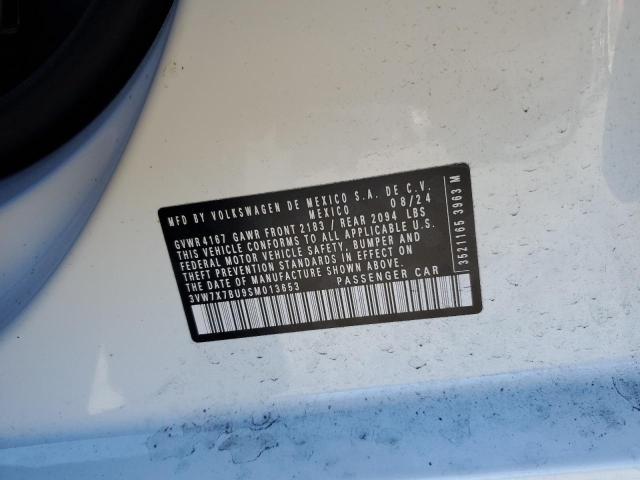 MFD BY VOLKSWAGEN DE MEXICO S.A. DE C.V.
MEXICO 08/24
GVWR4167 GAWR FRONT 2183 / REAR 2094 LBS
THIS VEHICLE CONFORMS TO ALL APPLICABLE U.S.
FEDERAL MOTOR VEHICLE SAFETY, BUMPER AND
THEFT PREVENTION STANDARDS IN EFFECT ON
THE DATE OF MANUFACTURE SHOWN ABOVE.
3VW7X7BU9SM013653 PASSENGER CAR
3521165 3963 M